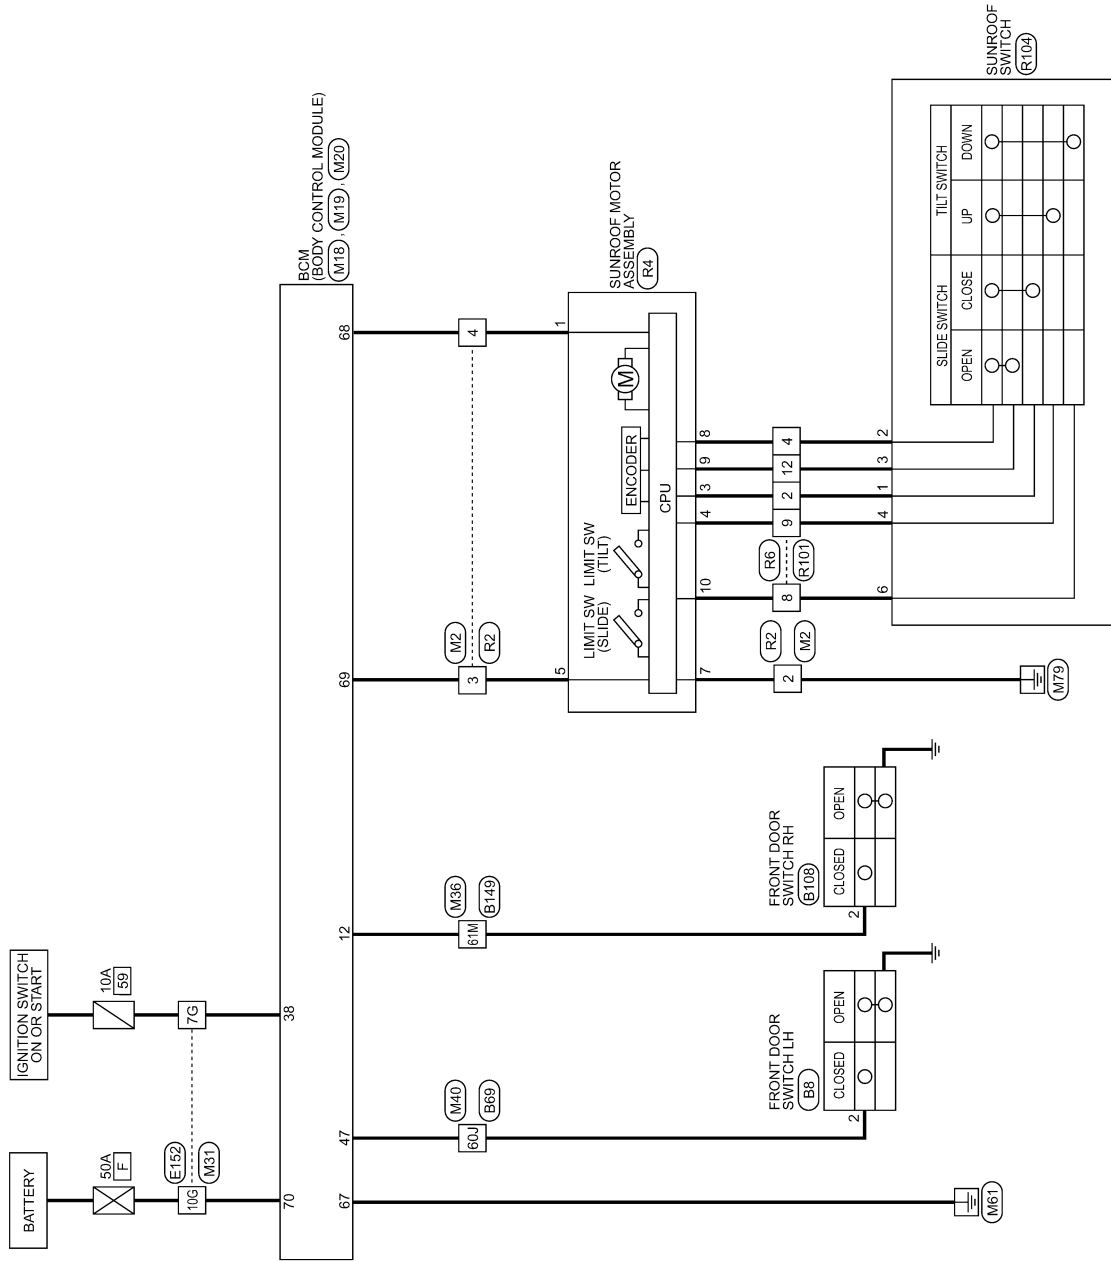 BATTERY
50A
F
E152
10G
M31
70
IGNITION SWITCH
ON OR START
10A
59
7G
38
BCM
(BODY CONTROL MODULE)
M18 , M19 , M20
67
47
12
69
68
M40
60J
B69
M36
61M
B149
M2
3
R2
4
M61
FRONT DOOR
SWITCH LH
B8
2
CLOSED
OPEN
FRONT DOOR
SWITCH RH
B108
2
CLOSED
OPEN
SUNROOF MOTOR
ASSEMBLY
R4
5
1
LIMIT SW
(SLIDE)
LIMIT SW
(TILT)
ENCODER
M
CPU
7
10
4
3
9
8
R2
2
M2
R6
8
R101
9
2
12
4
M79
6
4
1
3
2
SUNROOF
SWITCH
R104
SLIDE SWITCH
TILT SWITCH
OPEN
CLOSE
UP
DOWN